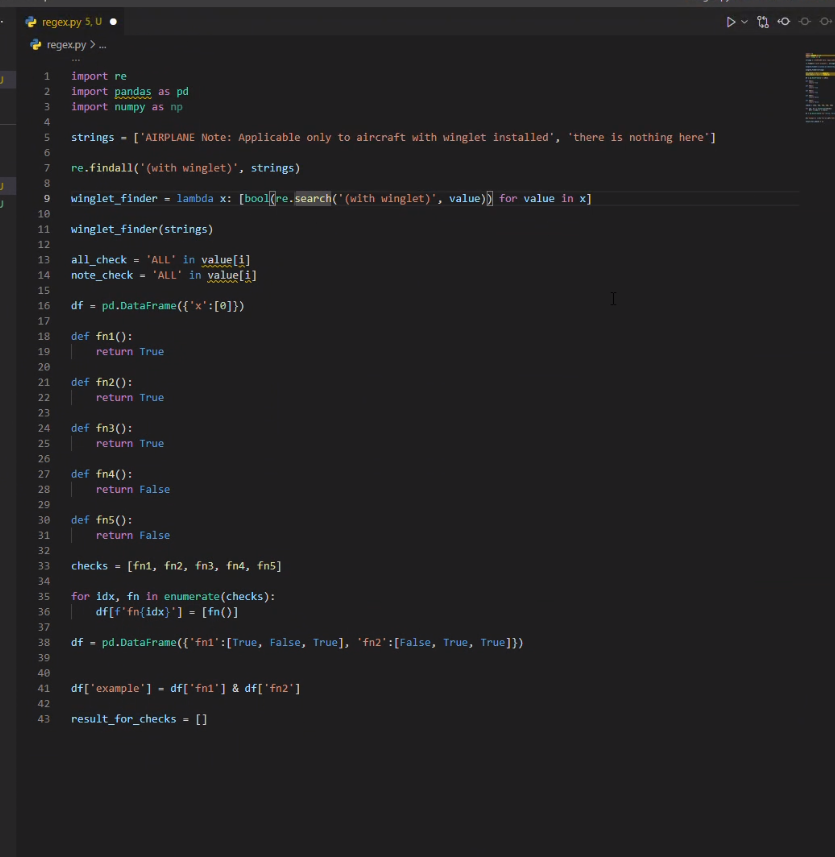 regex.py 5, U
regex.py > ...
...
1 import re
2 import pandas as pd
3 import numpy as np
4
5 strings = ['AIRPLANE Note: Applicable only to aircraft with winglet installed', 'there is nothing here']
6
7 re.findall('(with winglet)', strings)
8
9 winglet_finder = lambda x: [bool(re.search('(with winglet)', value)) for value in x]
10
11 winglet_finder(strings)
12
13 all_check = 'ALL' in value[i]
14 note_check = 'ALL' in value[i]
15
16 df = pd.DataFrame({'x':[0]})
17
18 def fn1():
19     return True
20
21 def fn2():
22     return True
23
24 def fn3():
25     return True
26
27 def fn4():
28     return False
29
30 def fn5():
31     return False
32
33 checks = [fn1, fn2, fn3, fn4, fn5]
34
35 for idx, fn in enumerate(checks):
36     df[f'fn{idx}'] = [fn()]
37
38 df = pd.DataFrame({'fn1':[True, False, True], 'fn2':[False, True, True]})
39
40
41 df['example'] = df['fn1'] & df['fn2']
42
43 result_for_checks = []